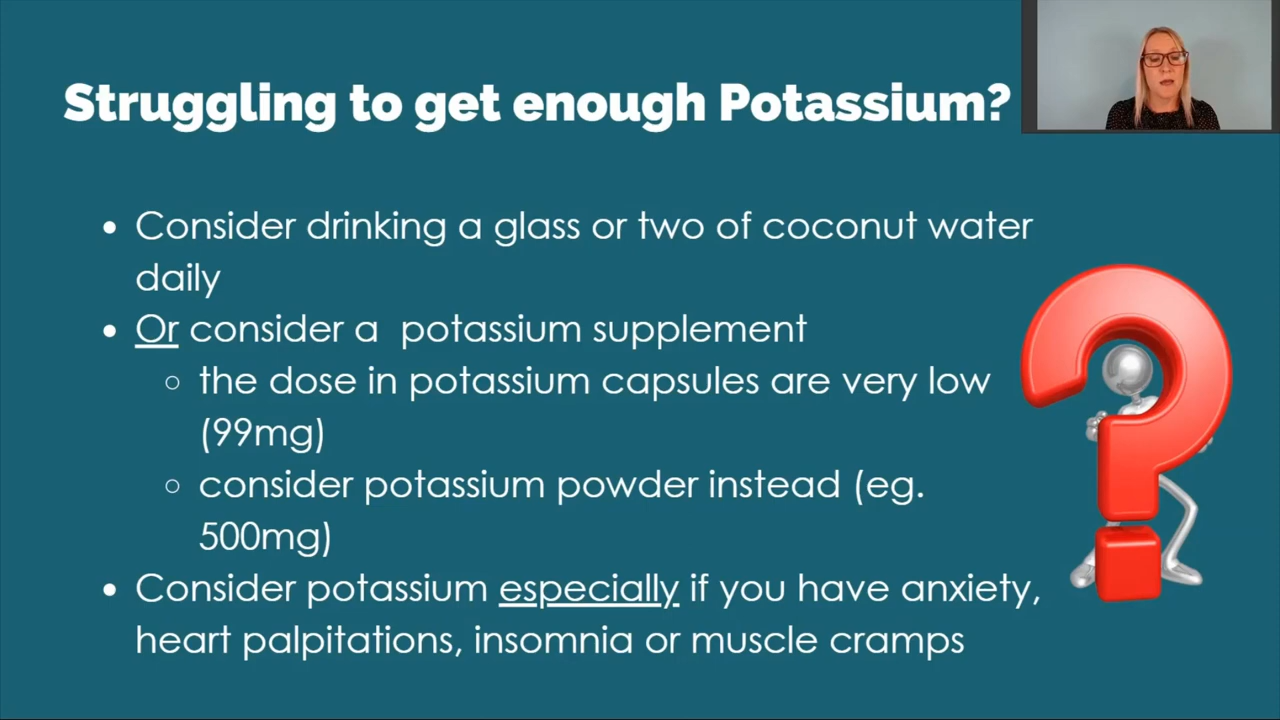 Struggling to get enough Potassium?
• Consider drinking a glass or two of coconut water
daily
• Or consider a  potassium supplement
○ the dose in potassium capsules are very low
(99mg)
○ consider potassium powder instead (eg.
500mg)
• Consider potassium especially if you have anxiety,
heart palpitations, insomnia or muscle cramps